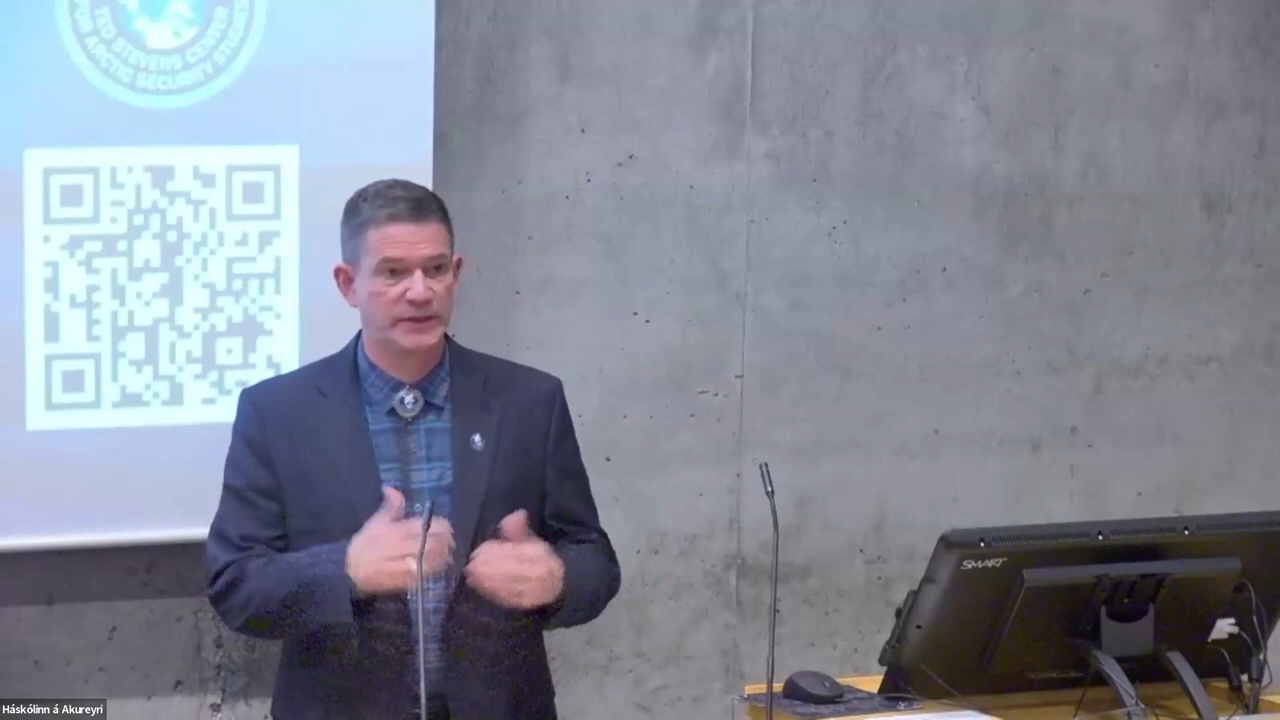 TED STEVENS CENTER
FOR ARCTIC SECURITY STUDIES
SMART
Háskólinn á Akureyri